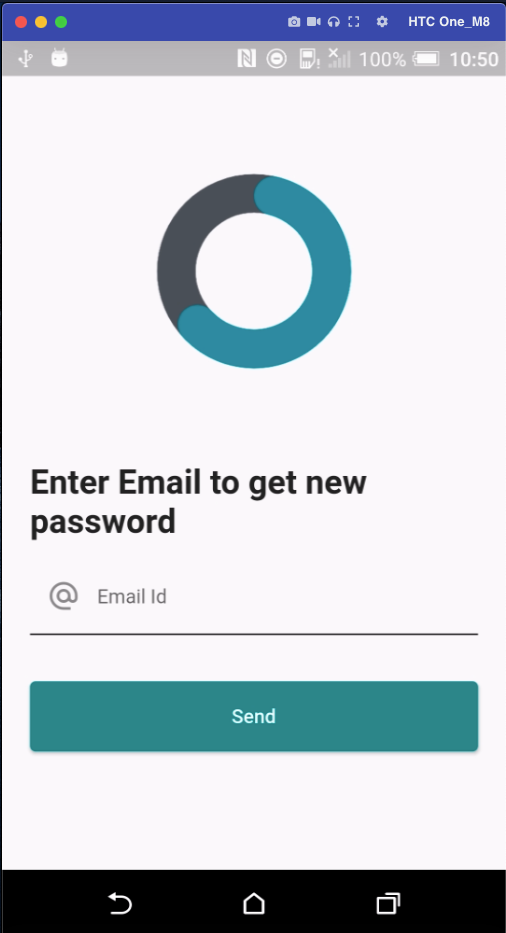 HTC One_M8
100% 10:50
Enter Email to get new
password
@ Email Id
Send